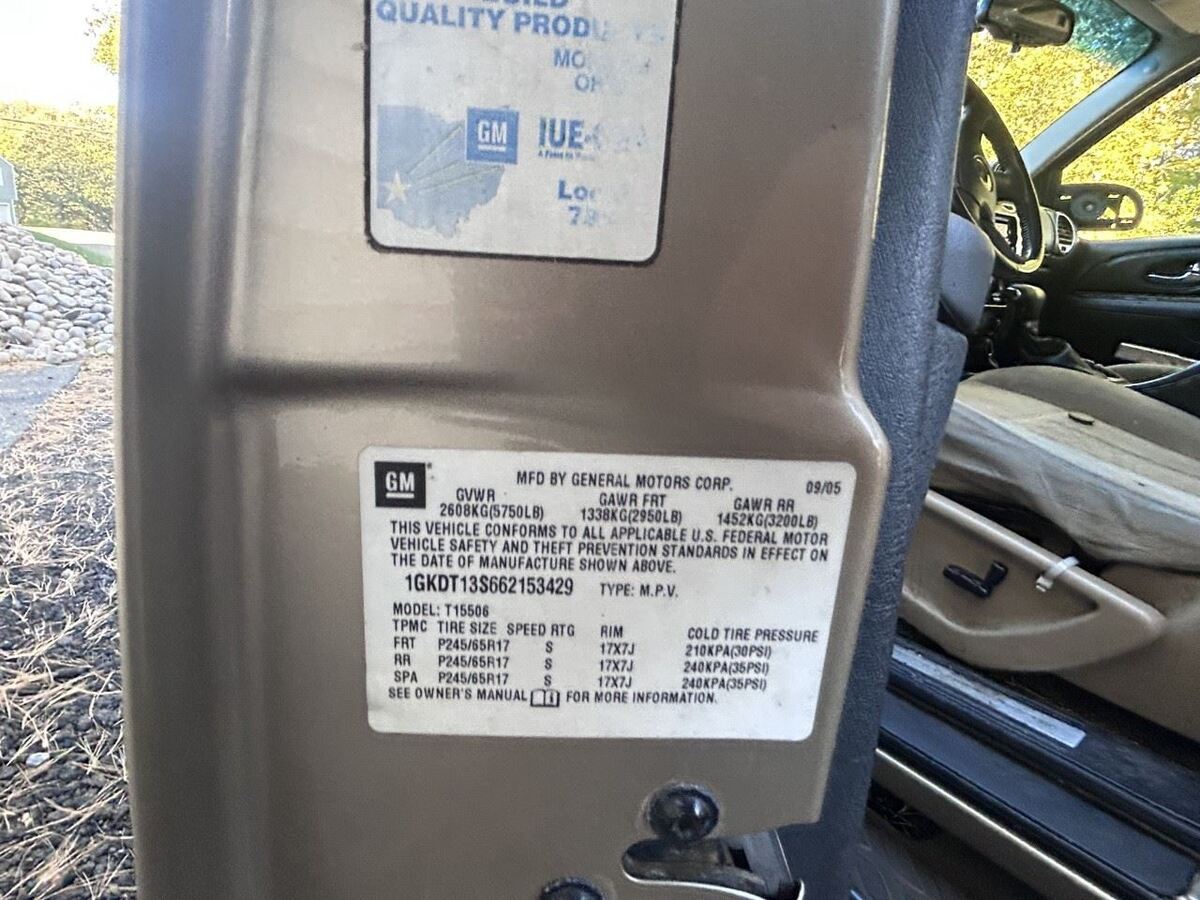 BUILD
QUALITY PROD
MO
OH
GM
IUE-
GM
MFD BY GENERAL MOTORS CORP. 09/05
GVWR GAWR FRT GAWR RR
2608KG(5750LB) 1338KG(2950LB) 1452KG(3200LB)
THIS VEHICLE CONFORMS TO ALL APPLICABLE U.S. FEDERAL MOTOR
VEHICLE SAFETY AND THEFT PREVENTION STANDARDS IN EFFECT ON
THE DATE OF MANUFACTURE SHOWN ABOVE.
1GKDT13S662153429 TYPE: M.P.V.
MODEL: T15506
TPMC TIRE SIZE SPEED RTG RIM COLD TIRE PRESSURE
FRT P245/65R17 S 17X7J 210KPA(30PSI)
RR P245/65R17 S 17X7J 240KPA(35PSI)
SPA P245/65R17 S 17X7J 240KPA(35PSI)
SEE OWNER'S MANUAL FOR MORE INFORMATION.